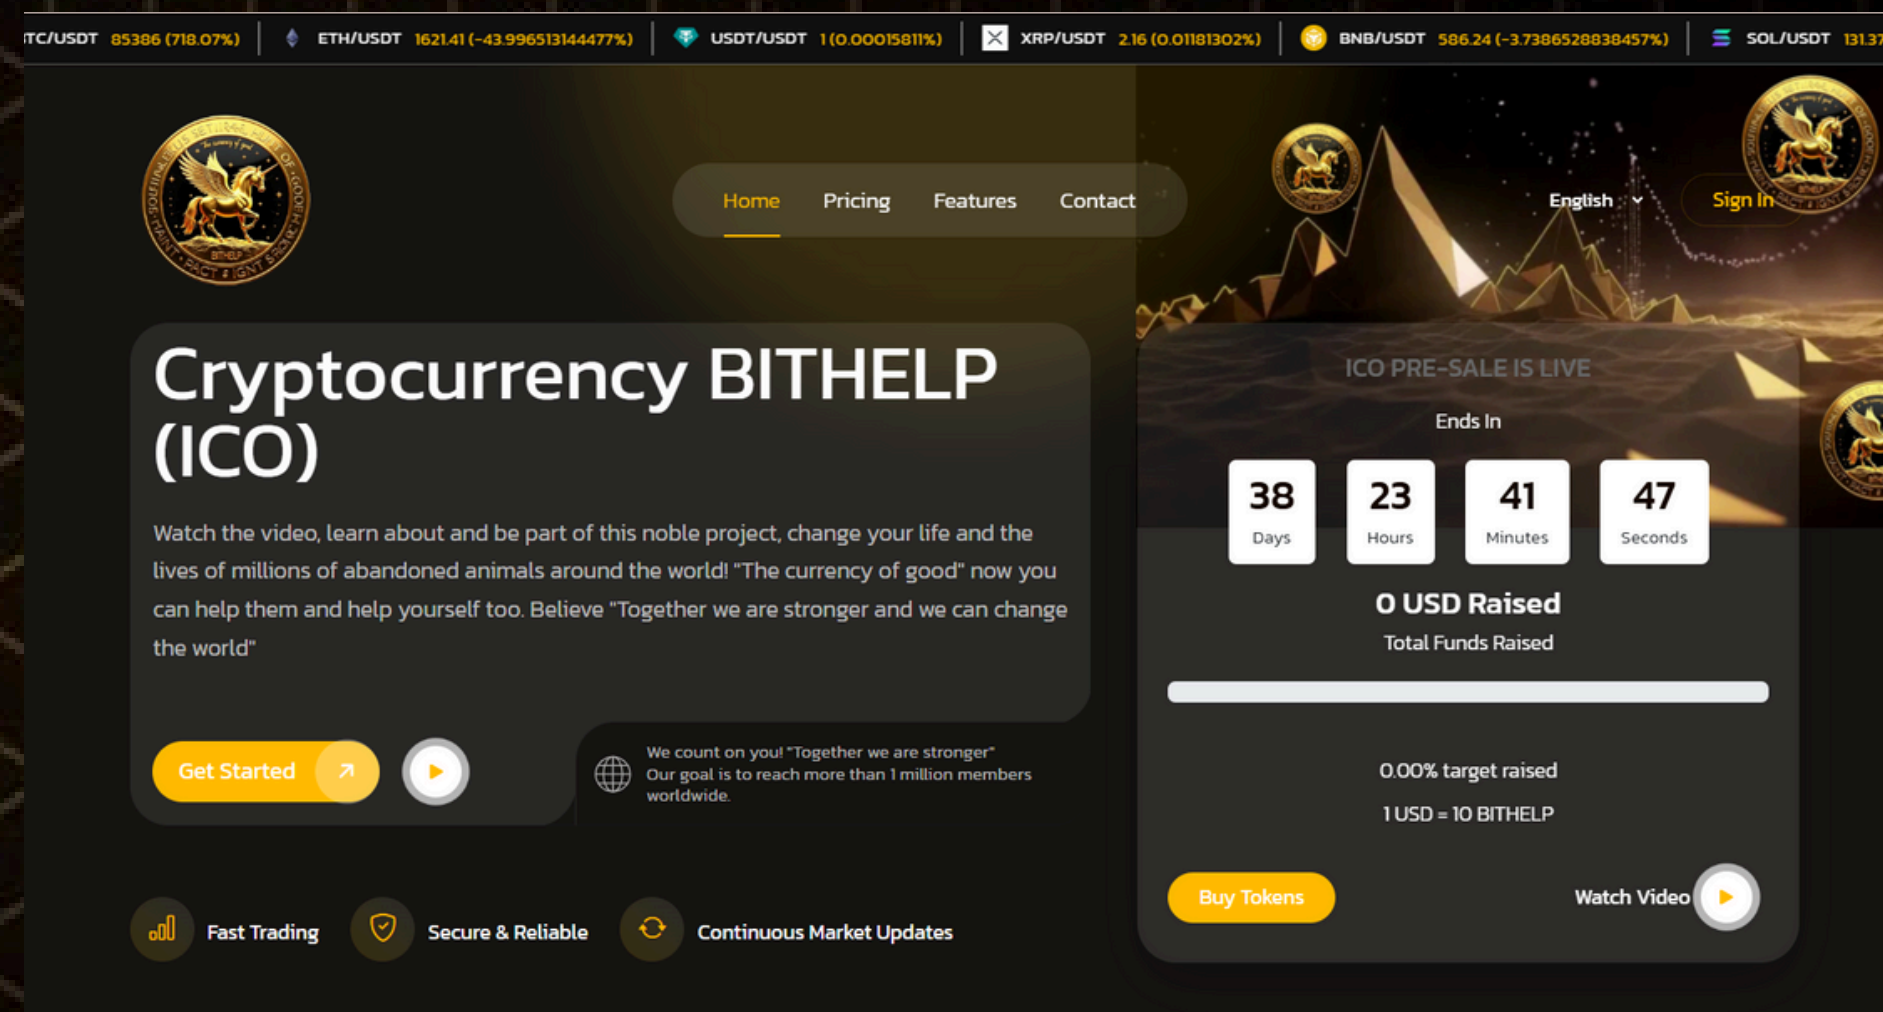 TC/USDT 85386 (718.07%) ETH/USDT 1621.41 (-43.996513144477%) USDT/USDT 1 (0.00015811%) XRP/USDT 2.16 (0.01181302%) BNB/USDT 586.24 (-3.7386528838457%) SOL/USDT 131.37
Home Pricing Features Contact English Sign In
BITHELP
Cryptocurrency BITHELP
(ICO)
Watch the video, learn about and be part of this noble project, change your life and the
lives of millions of abandoned animals around the world! "The currency of good" now you
can help them and help yourself too. Believe "Together we are stronger and we can change
the world"
Get Started
We count on you! "Together we are stronger"
Our goal is to reach more than 1 million members
worldwide.
Fast Trading Secure & Reliable Continuous Market Updates
ICO PRE-SALE IS LIVE
Ends In
38 23 41 47
Days Hours Minutes Seconds
0 USD Raised
Total Funds Raised
0.00% target raised
1 USD = 10 BITHELP
Buy Tokens Watch Video